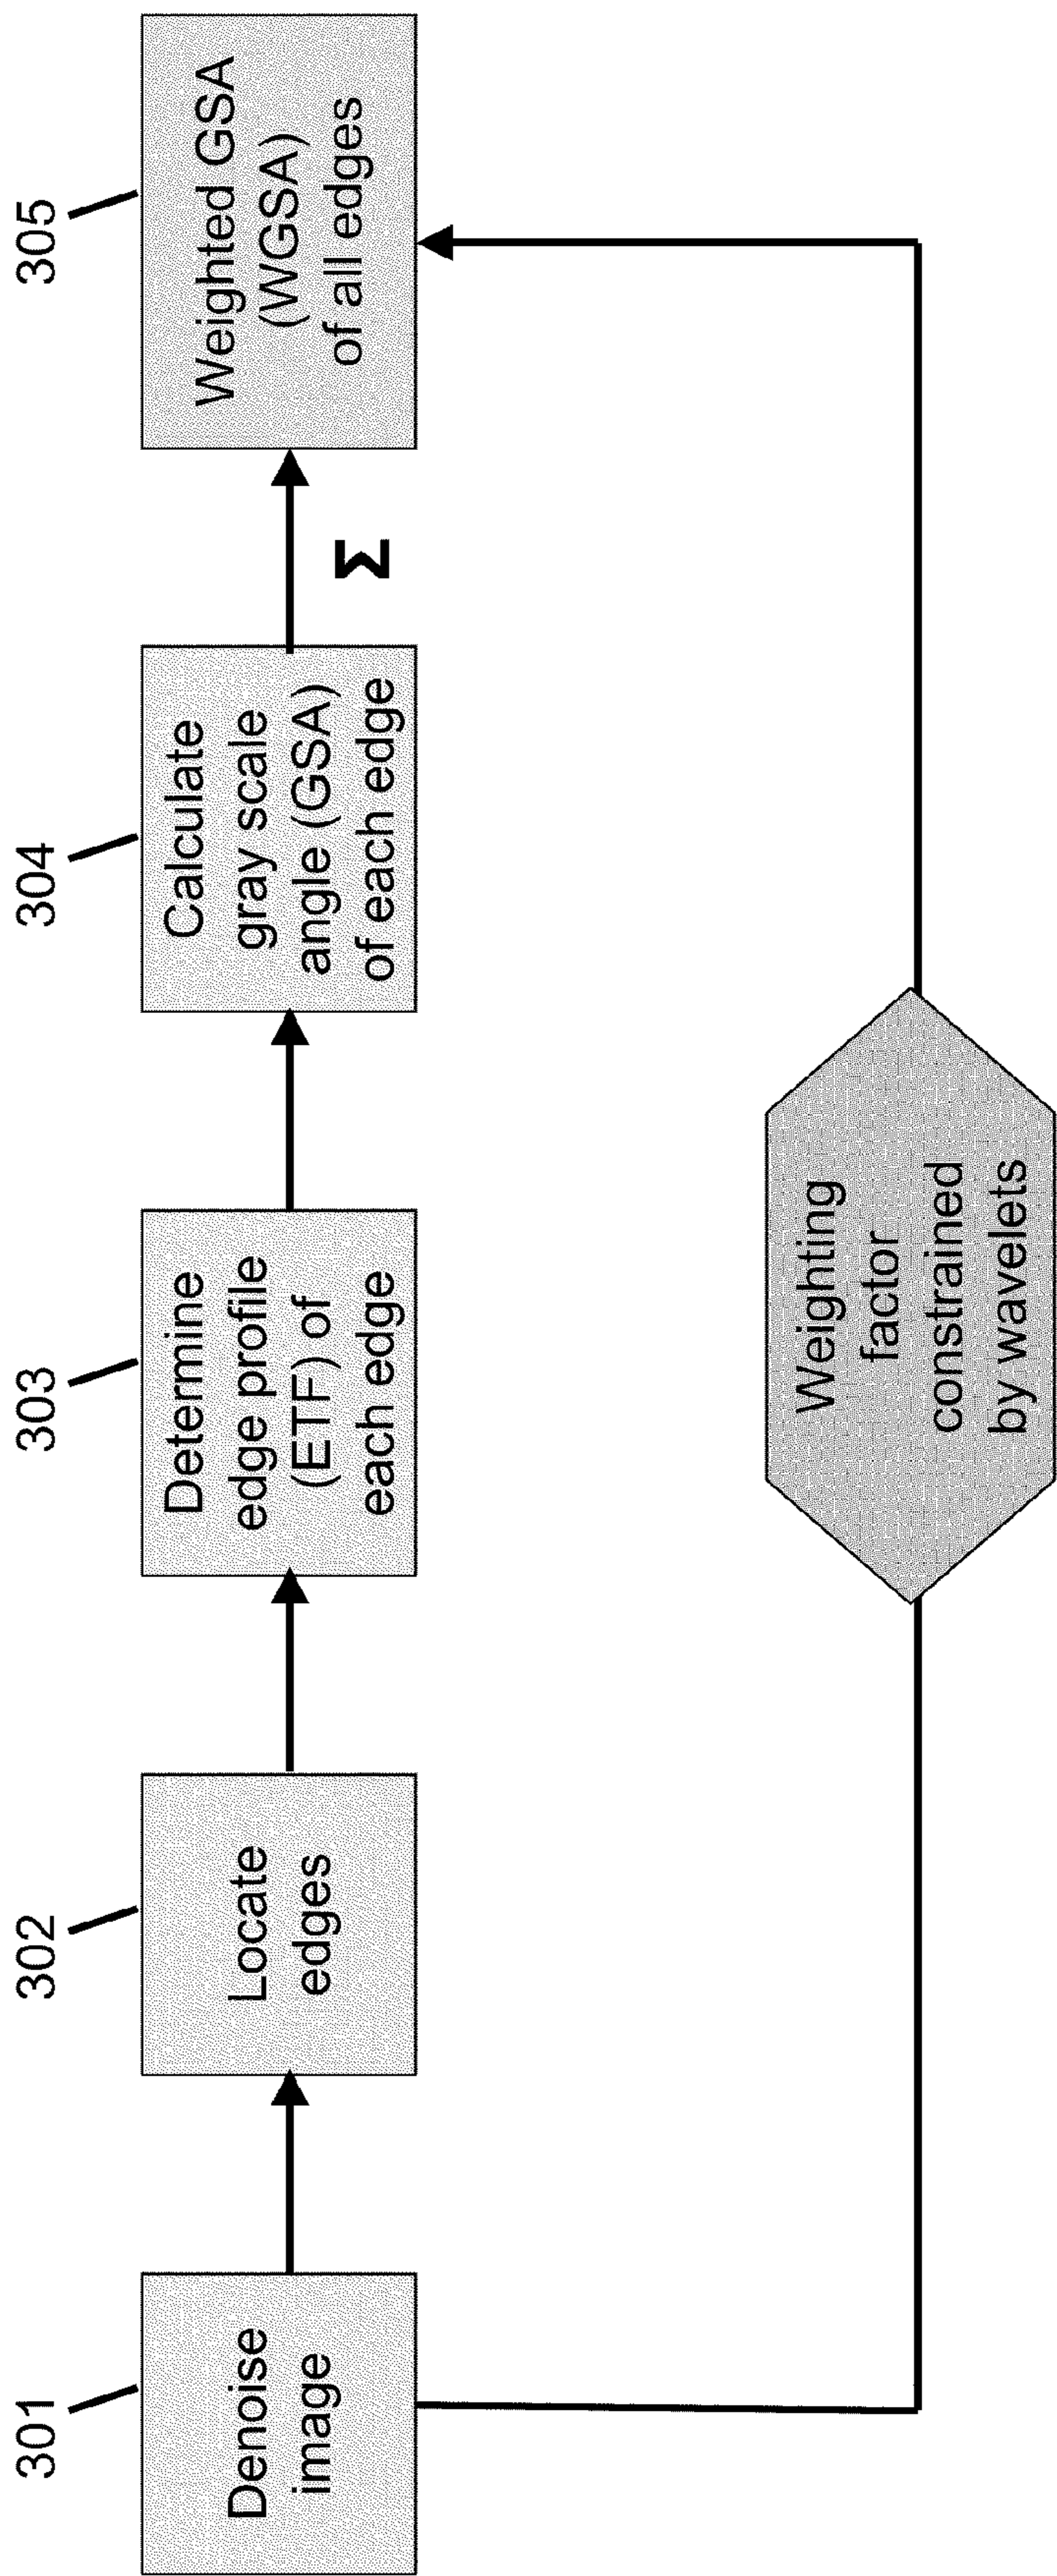 301
Denoise
image
302
Locate
edges
303
Determine
edge profile
(ETF) of
each edge
304
Calculate
gray scale
angle (GSA)
of each edge
Σ
305
Weighted GSA
(WGSA)
of all edges
Weighting
factor
constrained
by wavelets